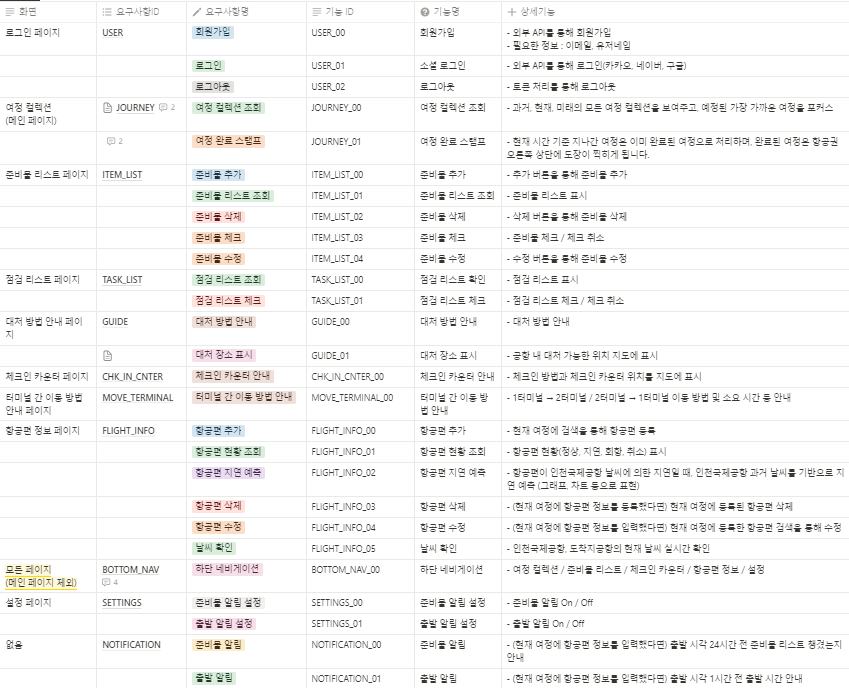 화면 요구사항ID 요구사항명 기능 ID 기능명 상세기능
로그인 페이지 USER 회원가입 USER_00 회원가입 - 외부 API를 통해 회원가입
- 필요한 정보 : 이메일, 유저네임
로그인 USER_01 소셜 로그인 - 외부 API를 통해 로그인(카카오, 네이버, 구글)
로그아웃 USER_02 로그아웃 - 토큰 처리를 통해 로그아웃
여정 컬렉션 JOURNEY 2 여정 컬렉션 조회 JOURNEY_00 여정 컬렉션 조회 - 과거, 현재, 미래의 모든 여정 컬렉션을 보여주고, 예정된 가장 가까운 여정을 포커스
(메인 페이지)
2 여정 완료 스탬프 JOURNEY_01 여정 완료 스탬프 - 현재 시간 기준 지나간 여정은 이미 완료된 여정으로 처리하며, 완료된 여정은 항공권
오른쪽 상단에 도장이 찍히게 됩니다.
준비물 리스트 페이지 ITEM_LIST 준비물 추가 ITEM_LIST_00 준비물 추가 - 추가 버튼을 통해 준비물 추가
준비물 리스트 조회 ITEM_LIST_01 준비물 리스트 조회 - 준비물 리스트 표시
준비물 삭제 ITEM_LIST_02 준비물 삭제 - 삭제 버튼을 통해 준비물 삭제
준비물 체크 ITEM_LIST_03 준비물 체크 - 준비물 체크 / 체크 취소
준비물 수정 ITEM_LIST_04 준비물 수정 - 수정 버튼을 통해 준비물 수정
점검 리스트 페이지 TASK_LIST 점검 리스트 조회 TASK_LIST_00 점검 리스트 확인 - 점검 리스트 표시
점검 리스트 체크 TASK_LIST_01 점검 리스트 체크 - 점검 리스트 체크 / 체크 취소
대처 방법 안내 페이 GUIDE 대처 방법 안내 GUIDE_00 대처 방법 안내 - 대처 방법 안내
지
대처 장소 표시 GUIDE_01 대처 장소 표시 - 공항 내 대처 가능한 위치 지도에 표시
체크인 카운터 페이지 CHK_IN_CNTER 체크인 카운터 안내 CHK_IN_CNTER_00 체크인 카운터 안내 - 체크인 방법과 체크인 카운터 위치를 지도에 표시
터미널 간 이동 방법 MOVE_TERMINAL 터미널 간 이동 방법 안내 MOVE_TERMINAL_00 터미널 간 이동 방 - 1터미널 → 2터미널 / 2터미널 → 1터미널 이동 방법 및 소요 시간 등 안내
안내 페이지 법 안내
항공편 정보 페이지 FLIGHT_INFO 항공편 추가 FLIGHT_INFO_00 항공편 추가 - 현재 여정에 검색을 통해 항공편 등록
항공편 현황 조회 FLIGHT_INFO_01 항공편 현황 조회 - 항공편 현황(정상, 지연, 회항, 취소) 표시
항공편 지연 예측 FLIGHT_INFO_02 항공편 지연 예측 - 항공편이 인천국제공항 날씨에 의한 지연일 때, 인천국제공항 과거 날씨를 기반으로 지
연 예측 (그래프, 차트 등으로 표현)
항공편 삭제 FLIGHT_INFO_03 항공편 삭제 - (현재 여정에 항공편 정보를 등록했다면) 현재 여정에 등록된 항공편 삭제
항공편 수정 FLIGHT_INFO_04 항공편 수정 - (현재 여정에 항공편 정보를 입력했다면) 현재 여정에 등록한 항공편 검색을 통해 수정
날씨 확인 FLIGHT_INFO_05 날씨 확인 - 인천국제공항, 도착지공항의 현재 날씨 실시간 확인
모든 페이지 BOTTOM_NAV 하단 네비게이션 BOTTOM_NAV_00 하단 네비게이션 - 여정 컬렉션 / 준비물 리스트 / 체크인 카운터 / 항공편 정보 / 설정
(메인 페이지 제외) 4
설정 페이지 SETTINGS 준비물 알림 설정 SETTINGS_00 준비물 알림 설정 - 준비물 알림 On / Off
출발 알림 설정 SETTINGS_01 출발 알림 설정 - 출발 알림 On / Off
없음 NOTIFICATION 준비물 알림 NOTIFICATION_00 준비물 알림 - (현재 여정에 항공편 정보를 입력했다면) 출발 시각 24시간 전 준비물 리스트 챙겼는지
안내
출발 알림 NOTIFICATION_01 출발 알림 - (현재 여정에 항공편 정보를 입력했다면) 출발 시각 1시간 전 출발 시간 안내